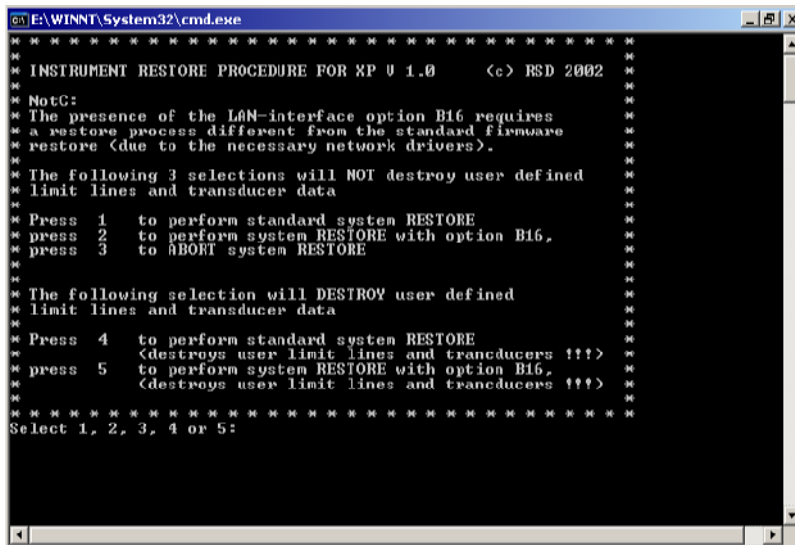 E:\WINNT\System32\cmd.exe
* * * * * * * * * * * * * * * * * * * * * * * * * * * * * * * *
* *
* INSTRUMENT RESTORE PROCEDURE FOR XP V 1.0 (c) RSD 2002 *
* *
* NotC: *
* The presence of the LAN-interface option B16 requires *
* a restore process different from the standard firmware *
* restore (due to the necessary network drivers). *
* *
* The following 3 selections will NOT destroy user defined *
* limit lines and transducer data *
* *
* Press 1 to perform standard system RESTORE *
* press 2 to perform system RESTORE with option B16, *
* press 3 to ABORT system RESTORE *
* *
* *
* The following selection will DESTROY user defined *
* limit lines and transducer data *
* *
* Press 4 to perform standard system RESTORE *
* (destroys user limit lines and trancducers !!!) *
* press 5 to perform system RESTORE with option B16, *
* (destroys user limit lines and trancducers !!!) *
* *
* * * * * * * * * * * * * * * * * * * * * * * * * * * * * * * *
Select 1, 2, 3, 4 or 5: